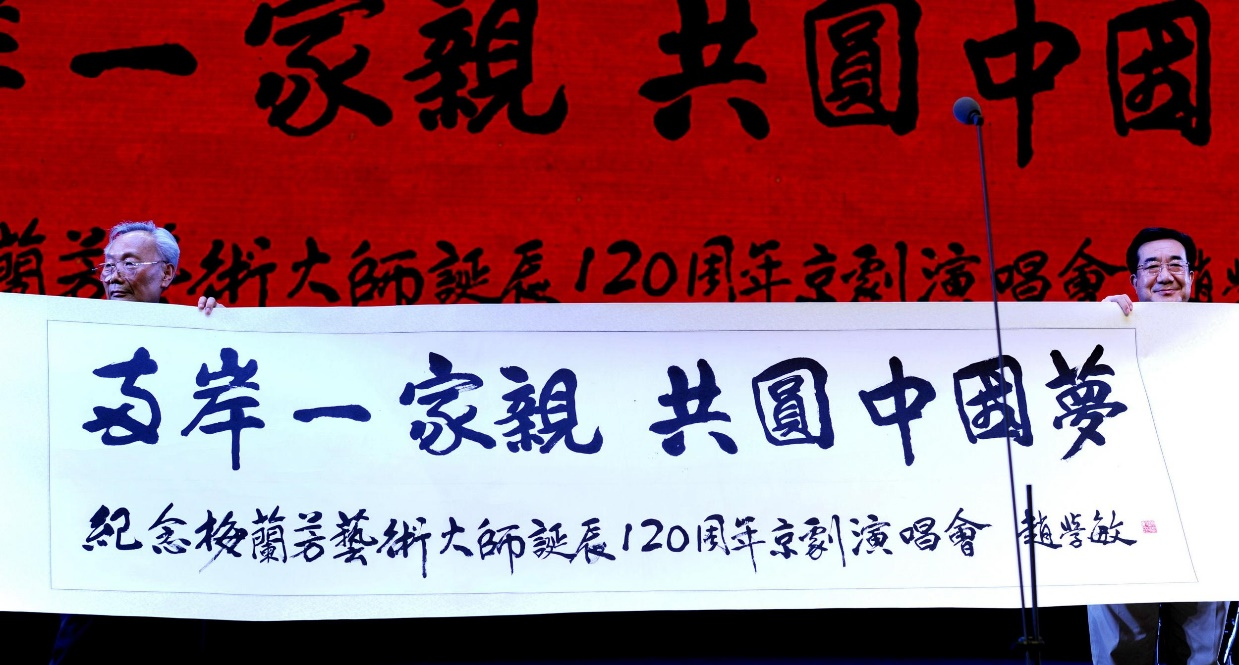 岸一家親 共圓中國
蘭芳藝術大師誕辰120周年京劇演唱會 趙學
兩岸一家親 共圓中國夢
紀念梅蘭芳藝術大師誕辰120周年京劇演唱會 趙學敏